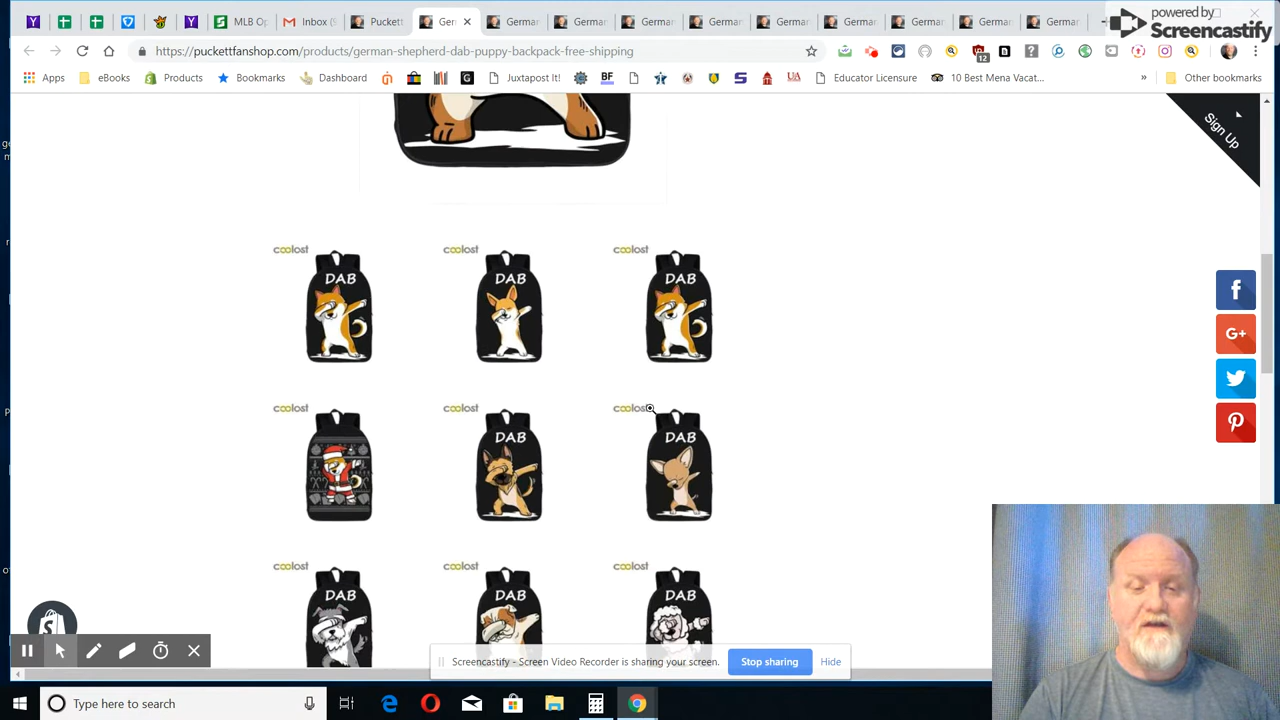 MLB Op
Inbox (
Puckett
Ger
German
German
German
German
German
German
German
German
German
powered by
Screencastify
https://puckettfanshop.com/products/german-shepherd-dab-puppy-backpack-free-shipping
12
Apps
eBooks
Products
Bookmarks
Dashboard
Juxtapost It!
BF
UA
Educator Licensure
10 Best Mena Vacat...
»
Other bookmarks
Sign Up
coolost
coolost
coolost
DAB
DAB
DAB
coolost
coolost
coolost
DAB
DAB
coolost
coolost
coolost
DAB
DAB
DAB
Screencastify - Screen Video Recorder is sharing your screen.
Stop sharing
Hide
Type here to search